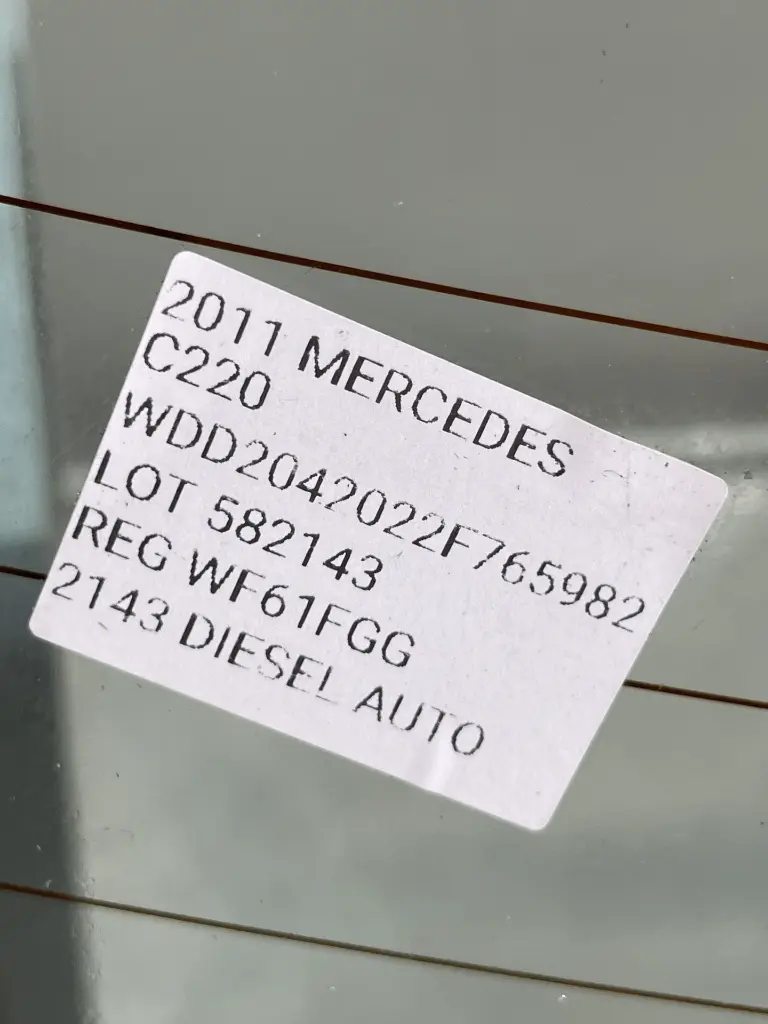 2011 MERCEDES
C220
WDD2042022F765982
LOT 582143
REG WF61FGG
2143 DIESEL AUTO